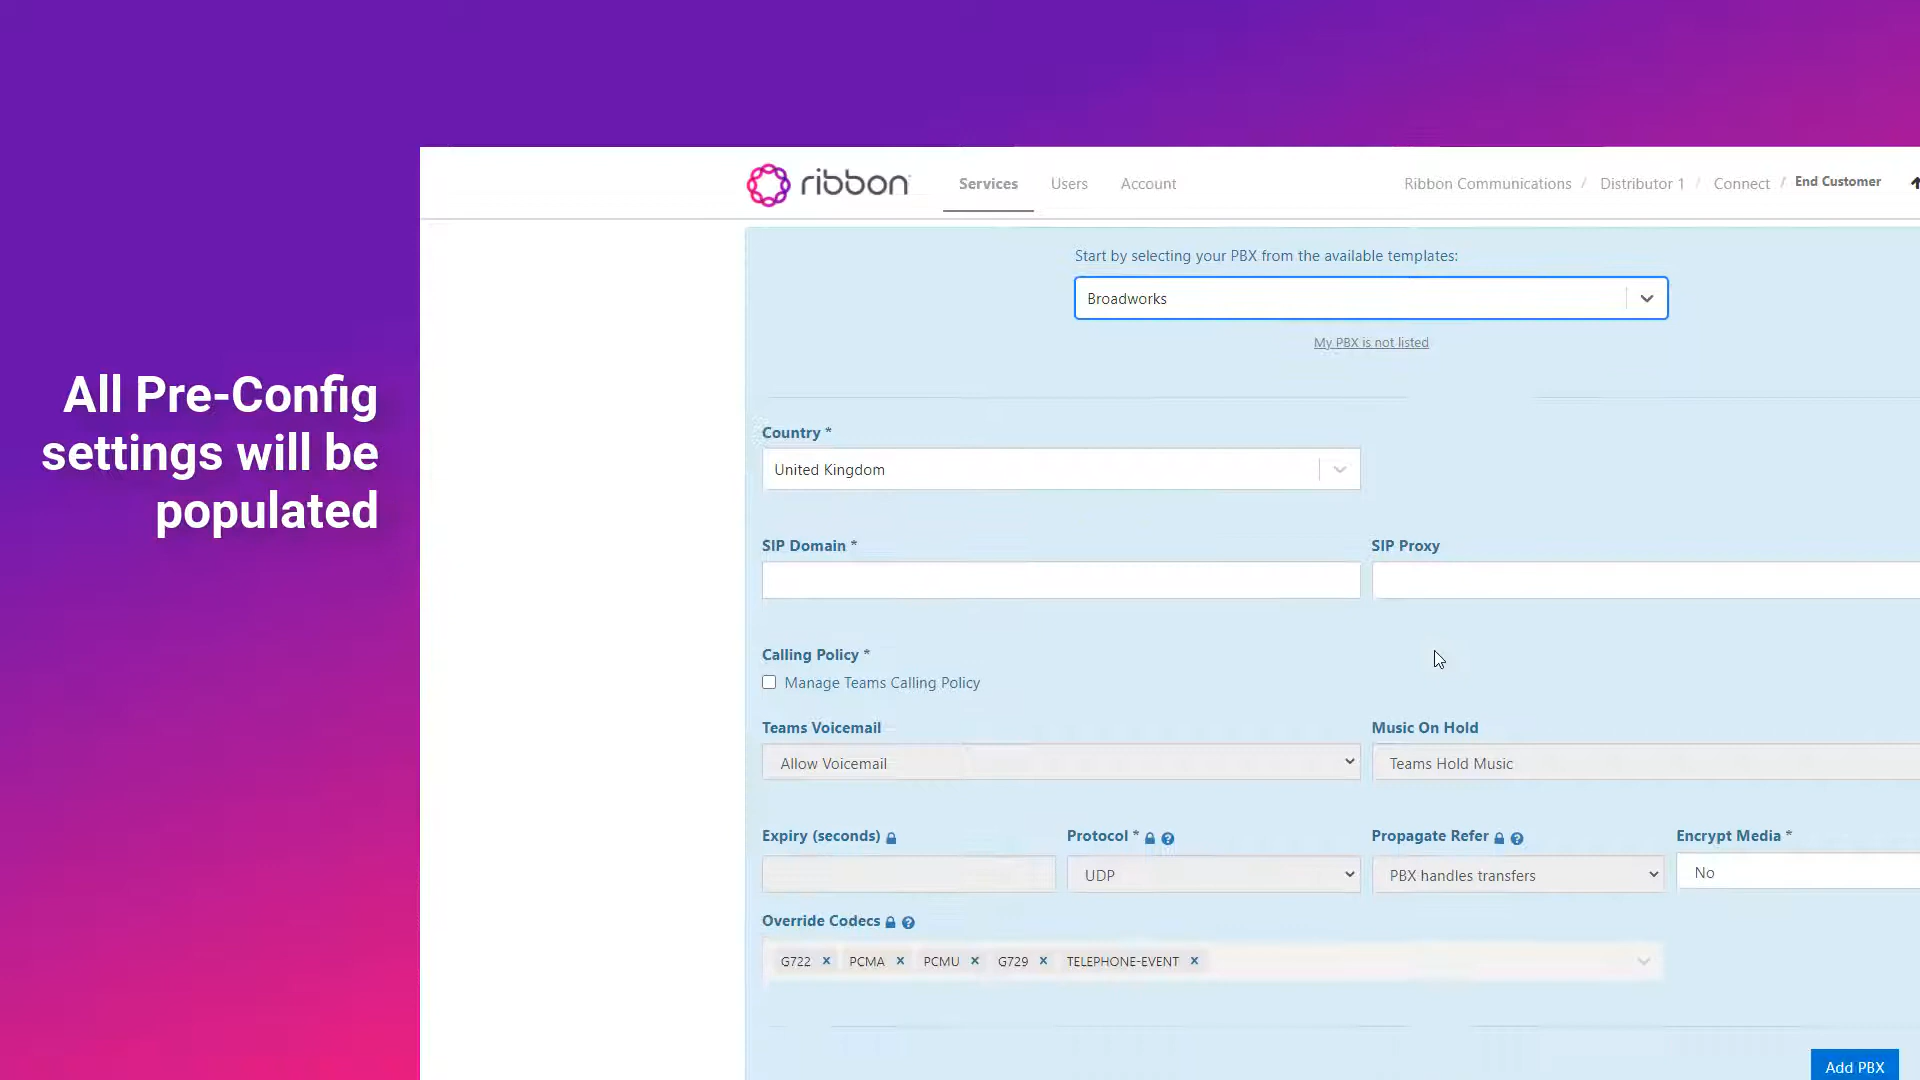 All Pre-Config
settings will be
populated
ribbon
Services Users Account
Ribbon Communications / Distributor 1 / Connect / End Customer
Start by selecting your PBX from the available templates:
Broadworks
My PBX is not listed
Country *
United Kingdom
SIP Domain * SIP Proxy
Calling Policy *
Manage Teams Calling Policy
Teams Voicemail Music On Hold
Allow Voicemail Teams Hold Music
Expiry (seconds) Protocol * Propagate Refer Encrypt Media *
UDP PBX handles transfers No
Override Codecs
G722 × PCMA × PCMU × G729 × TELEPHONE-EVENT ×
Add PBX